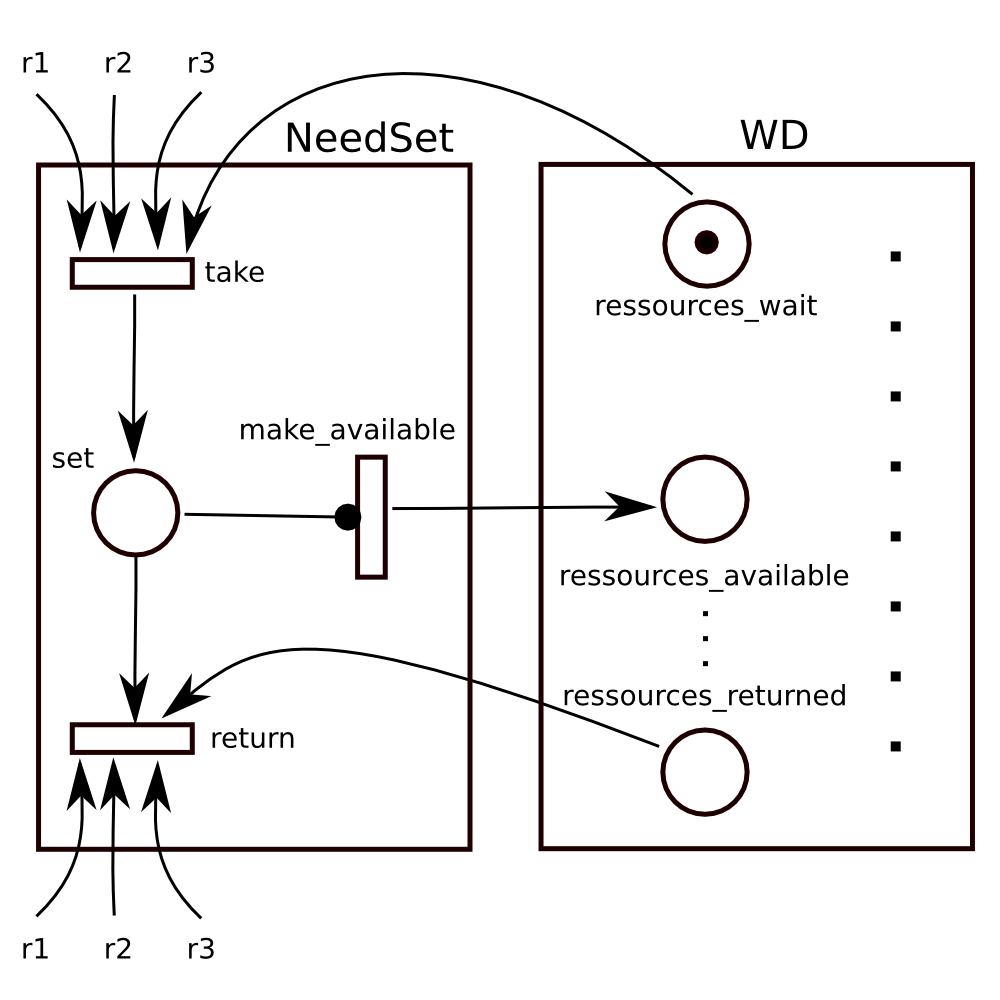 r1
r2
r3
NeedSet
WD
take
ressources_wait
make_available
set
ressources_available
ressources_returned
return
r1
r2
r3